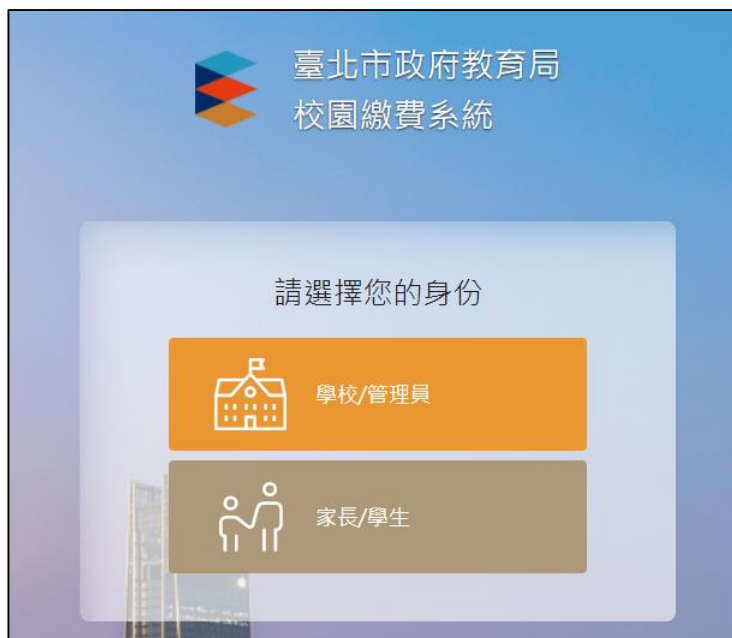 臺北市政府教育局
校園繳費系統
請選擇您的身份
學校/管理員
家長/學生